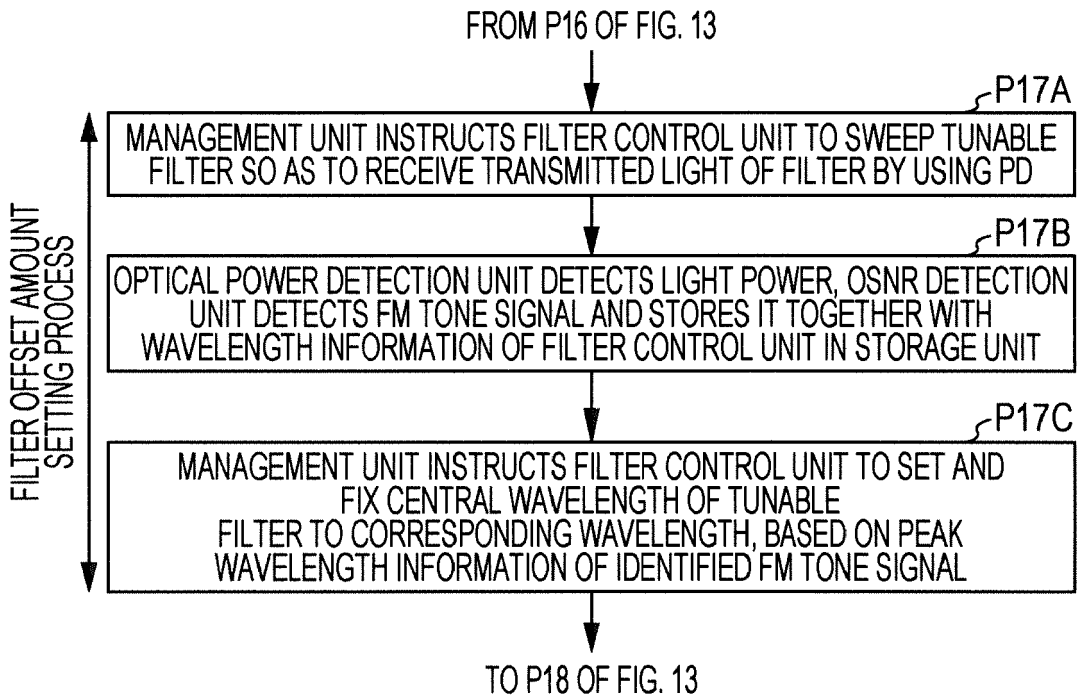 FROM P16 OF FIG. 13
P17A
MANAGEMENT UNIT INSTRUCTS FILTER CONTROL UNIT TO SWEEP TUNABLE
FILTER SO AS TO RECEIVE TRANSMITTED LIGHT OF FILTER BY USING PD
P17B
OPTICAL POWER DETECTION UNIT DETECTS LIGHT POWER, OSNR DETECTION
UNIT DETECTS FM TONE SIGNAL AND STORES IT TOGETHER WITH
WAVELENGTH INFORMATION OF FILTER CONTROL UNIT IN STORAGE UNIT
P17C
MANAGEMENT UNIT INSTRUCTS FILTER CONTROL UNIT TO SET AND
FIX CENTRAL WAVELENGTH OF TUNABLE
FILTER TO CORRESPONDING WAVELENGTH, BASED ON PEAK
WAVELENGTH INFORMATION OF IDENTIFIED FM TONE SIGNAL
FILTER OFFSET AMOUNT
SETTING PROCESS
TO P18 OF FIG. 13